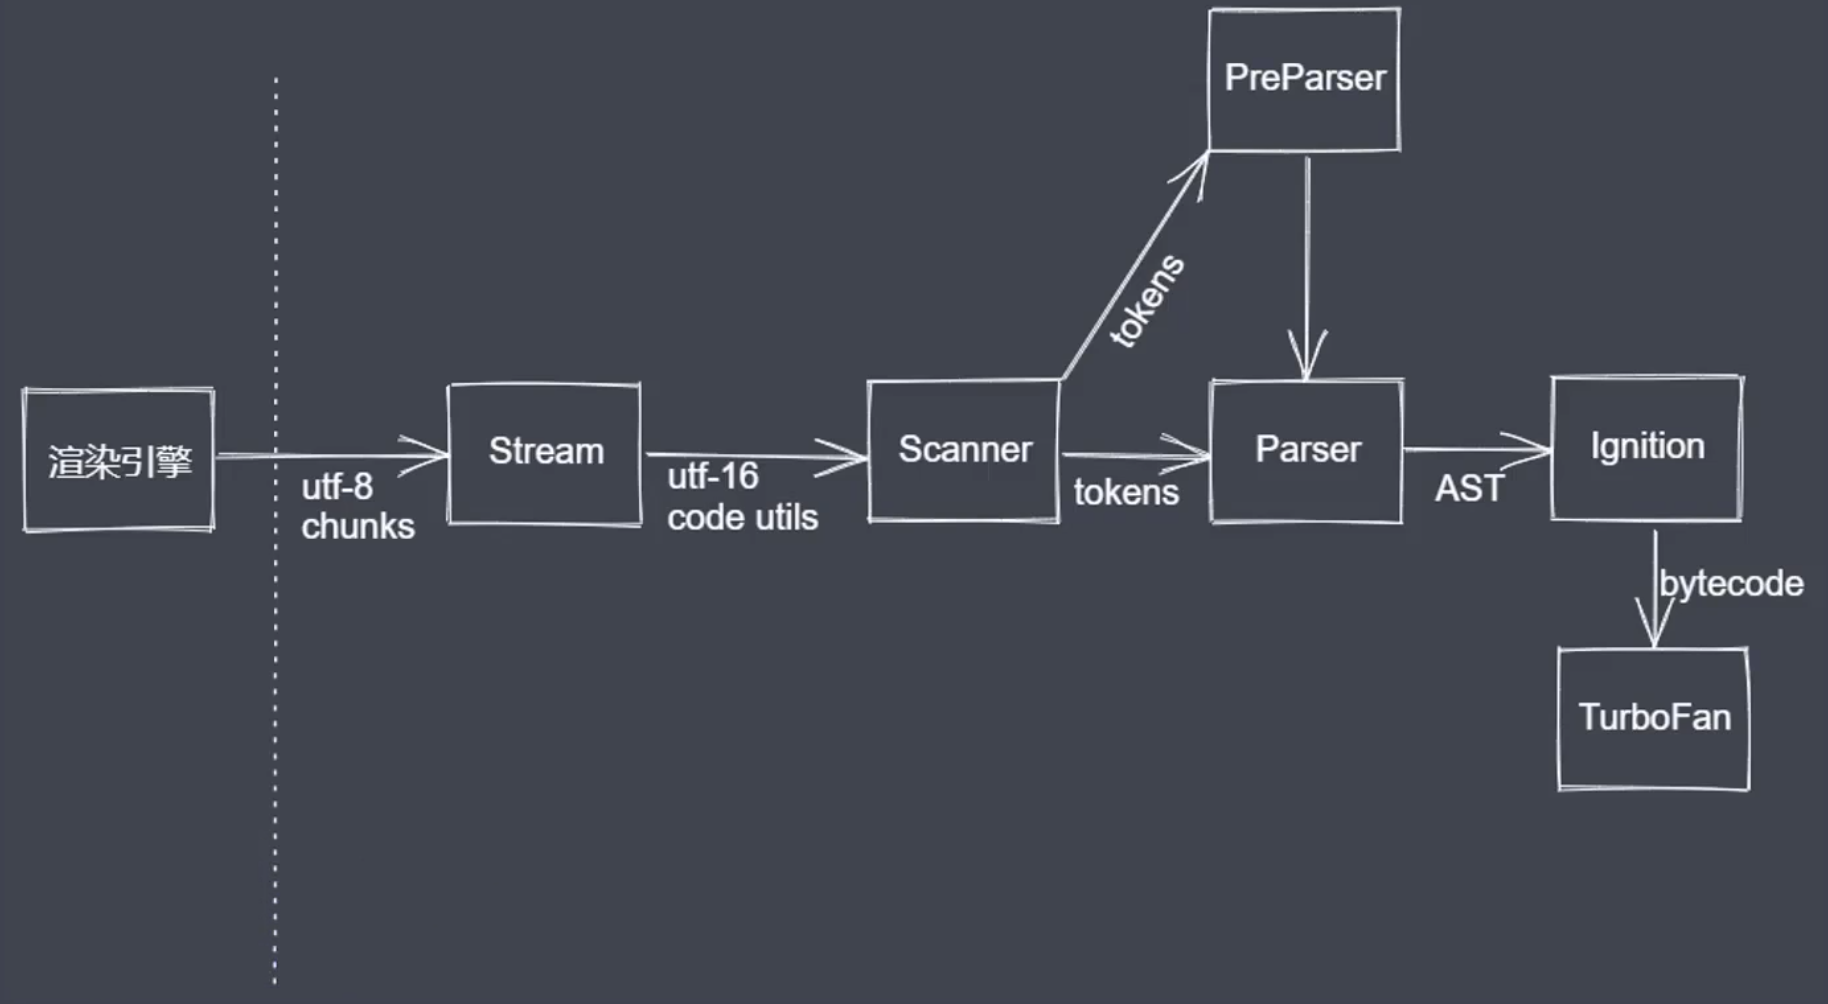 PreParser
tokens
渲染引擎
utf-8
chunks
Stream
utf-16
code utils
Scanner
tokens
Parser
AST
Ignition
bytecode
TurboFan